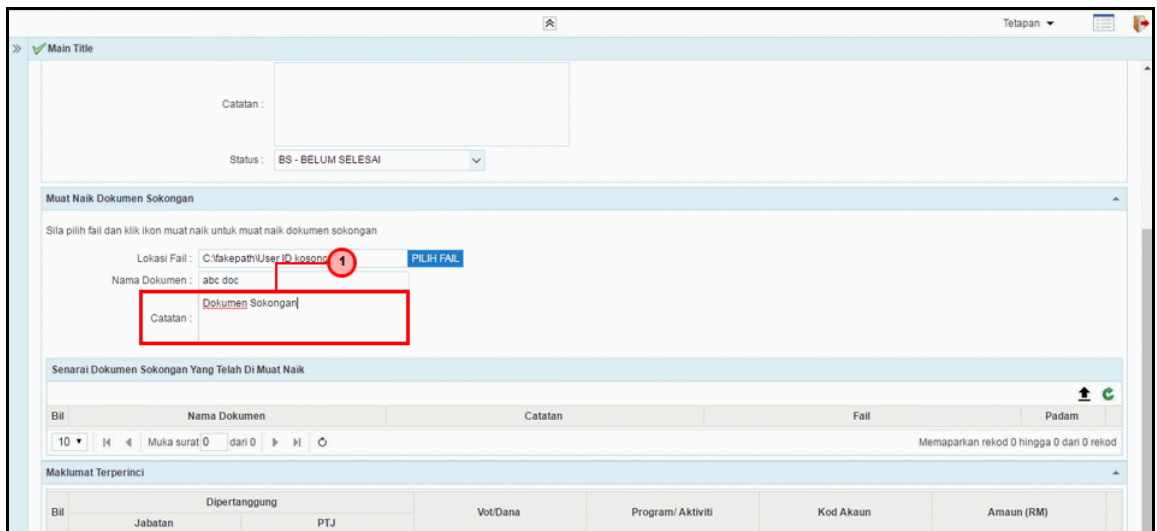 Tetapan
Main Title
Catatan :
Status : BS - BELUM SELESAI
Muat Naik Dokumen Sokongan
Sila pilih fail dan klik ikon muat naik untuk muat naik dokumen sokongan
Lokasi Fail : C:\fakepath\User ID kosong PILIH FAIL
1
Nama Dokumen : abc doc
Catatan : Dokumen Sokongan
Senarai Dokumen Sokongan Yang Telah Di Muat Naik
Bil Nama Dokumen Catatan Fail Padam
10 Muka surat 0 dari 0 Memaparkan rekod 0 hingga 0 dari 0 rekod
Maklumat Terperinci
Bil Dipertanggung Vot/Dana Program/ Aktiviti Kod Akaun Amaun (RM)
Jabatan PTJ